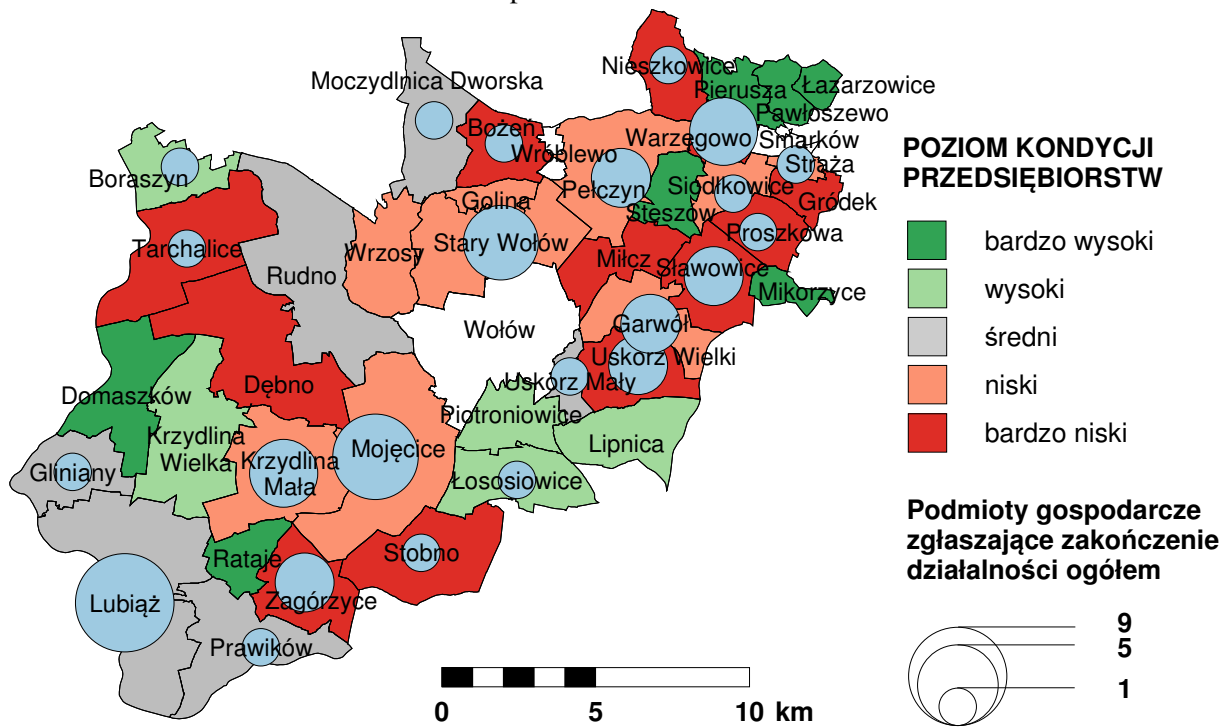 Nieszkowice
Moczydlnica Dworska
Pierusza
Łazarzowice
Pawłoszewo
Bożeń
Warzęgowo
Smarków
Wróblewo
Straża
Boraszyn
Pełczyn
Siodłkowice
Golina
Stęszów
Gródek
Tarchalice
Wrzosy
Stary Wołów
Proszkowa
Rudno
Miłcz
Sławowice
Mikorzyce
Wołów
Garwół
Uskorz Wielki
Domaszków
Dębno
Uskorz Mały
Piotroniowice
Krzydlina
Wielka
Mojęcice
Lipnica
Gliniany
Krzydlina
Mała
Łososiowice
Rataje
Stobno
Lubiąż
Zagórzyce
Prawików
0
5
10 km
POZIOM KONDYCJI
PRZEDSIĘBIORSTW
bardzo wysoki
wysoki
średni
niski
bardzo niski
Podmioty gospodarcze
zgłaszające zakończenie
działalności ogółem
9
5
1